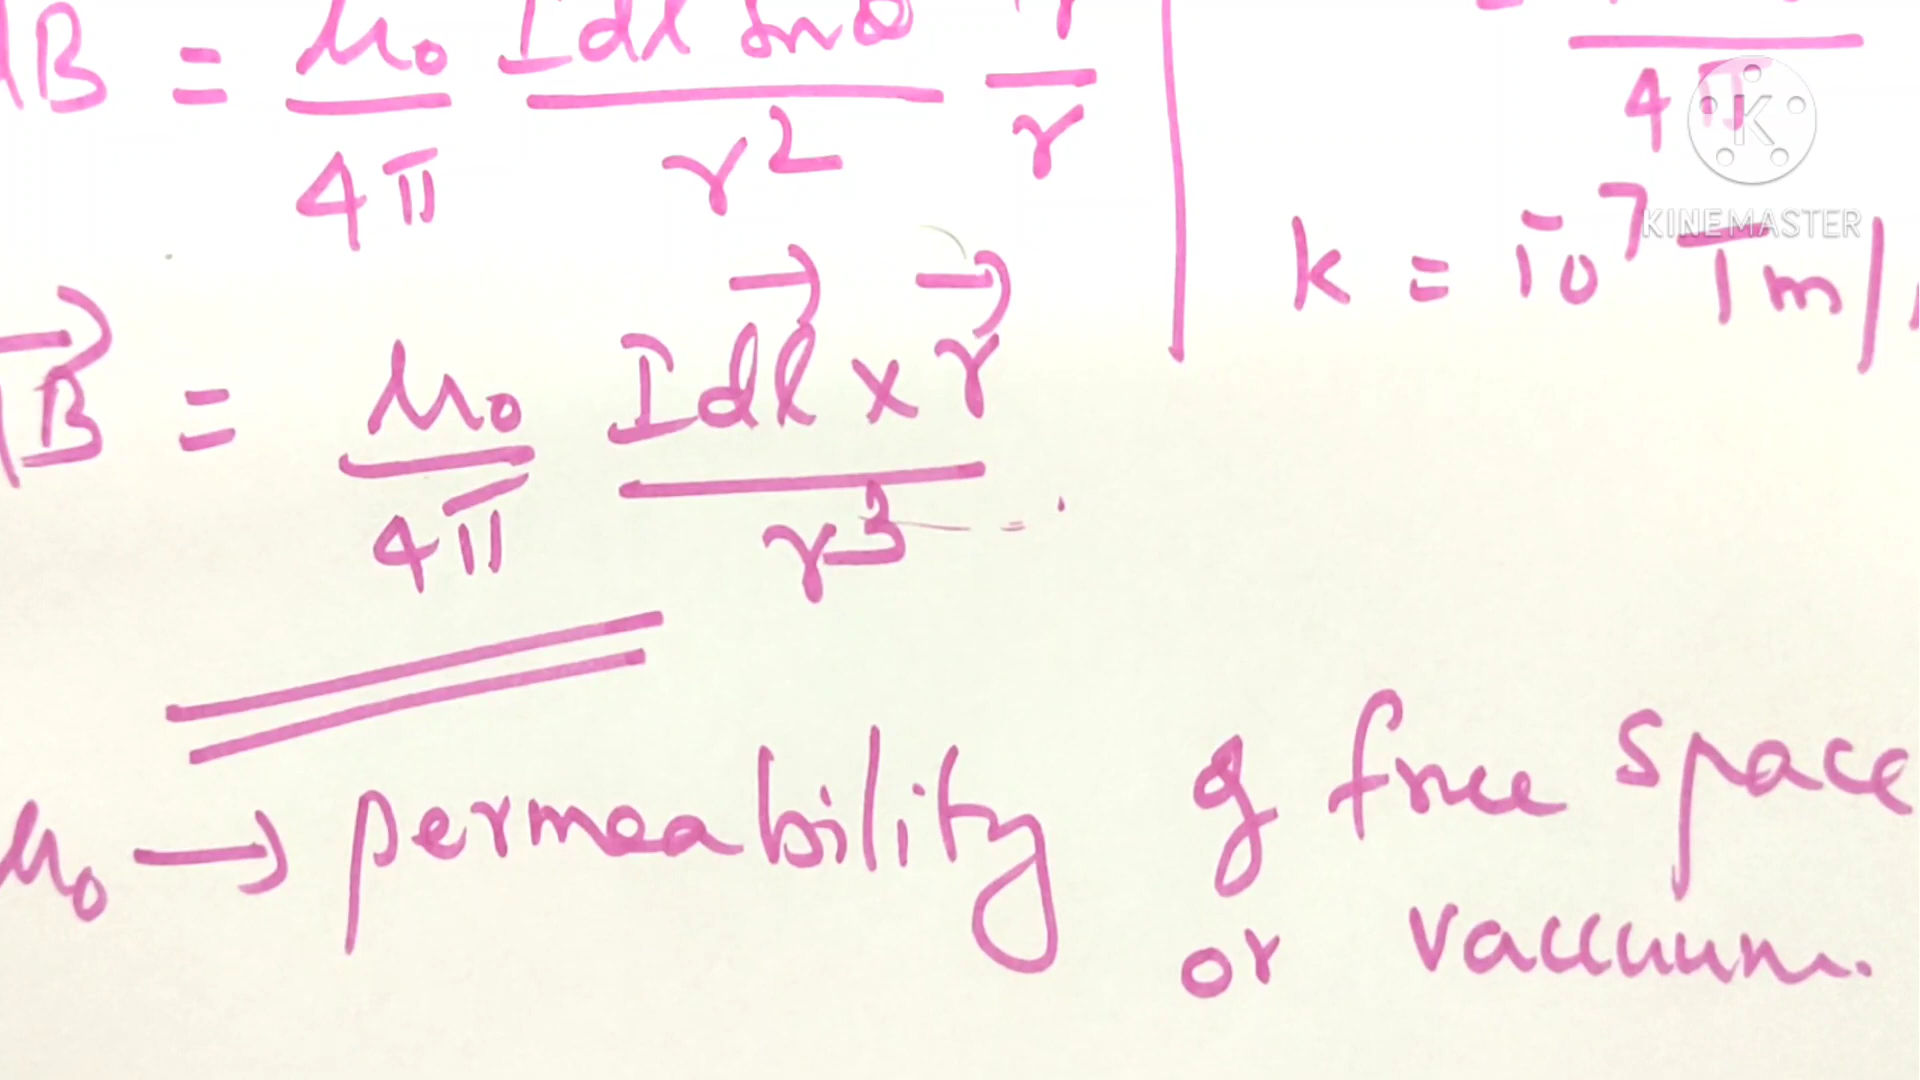 dB = μ₀/4π Idl sinθ/r² r/r
4π
k = 10⁻⁷ Tm/
KINEMASTER
dB⃗ = μ₀/4π Idl⃗ × r⃗/r³
μ₀ → permeability of free space
or vaccuum.